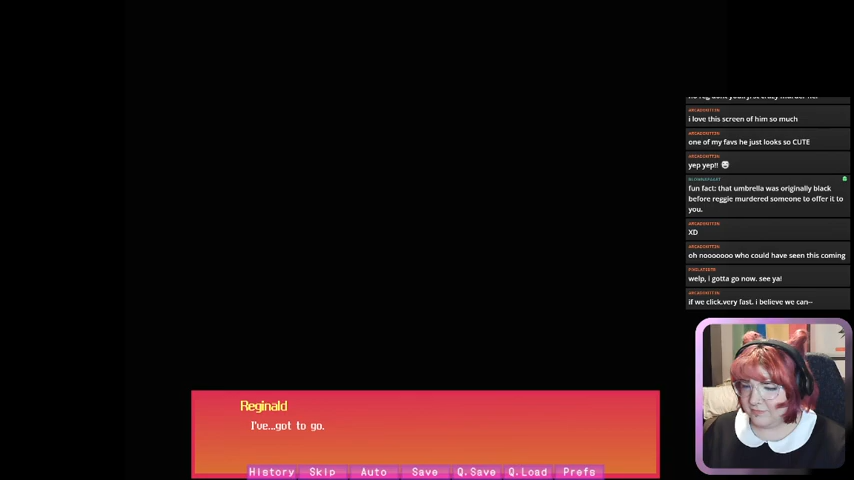 i love this screen of him so much
one of my favs he just looks so CUTE
yep yep!!
fun fact: that umbrella was originally black
before reggie murdered someone to offer it to
you.
XD
oh nooooooo who could have seen this coming
welp, i gotta go now. see ya!
if we click.very fast. i believe we can--
Reginald
I've...got to go.
History Skip Auto Save Q.Save Q.Load Prefs